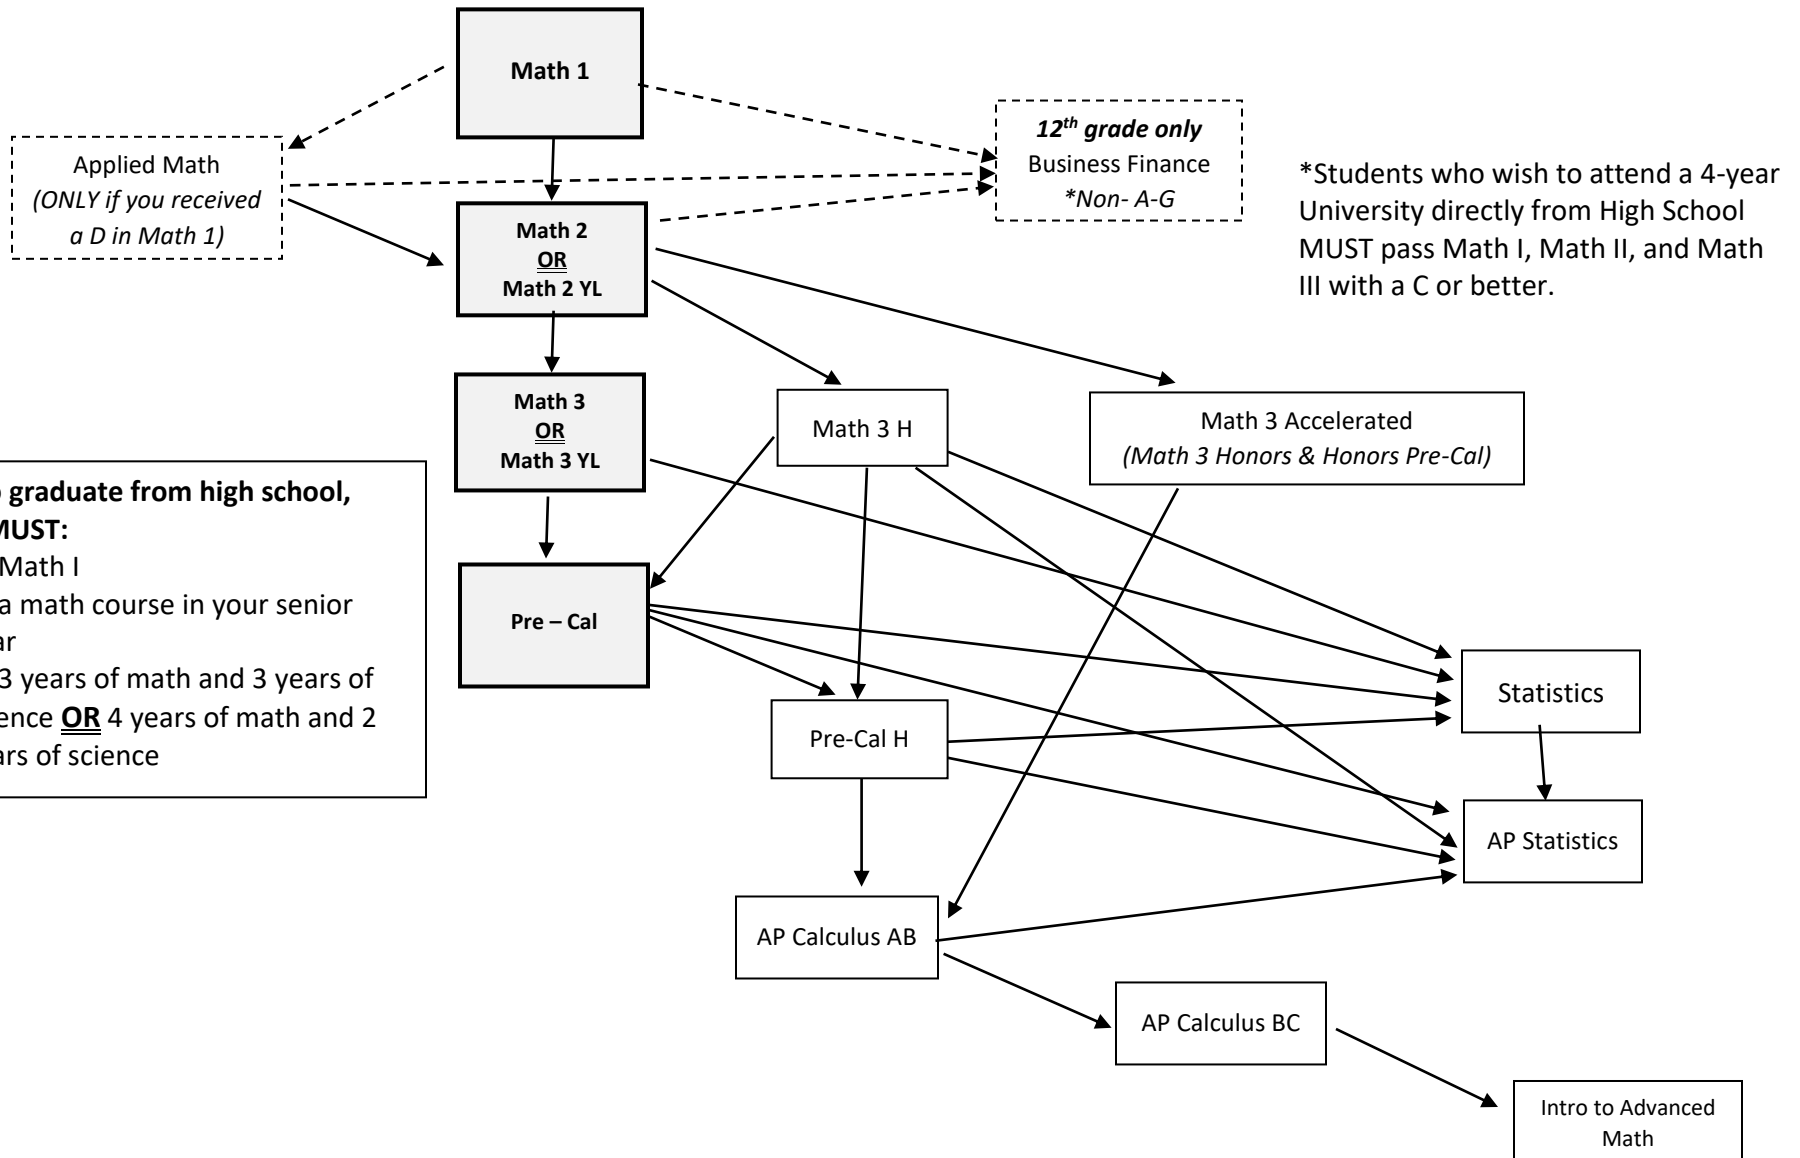 Math 1
12th grade only
Business Finance
*Non- A-G
Applied Math
(ONLY if you received
a D in Math 1)
*Students who wish to attend a 4-year
University directly from High School
MUST pass Math I, Math II, and Math
III with a C or better.
Math 2
OR
Math 2 YL
Math 3
OR
Math 3 YL
Math 3 H
Math 3 Accelerated
(Math 3 Honors & Honors Pre-Cal)
graduate from high school,
MUST:
Math I
a math course in your senior
3 years of math and 3 years of
OR 4 years of math and 2
of science
Pre – Cal
Statistics
Pre-Cal H
AP Statistics
AP Calculus AB
AP Calculus BC
Intro to Advanced
Math